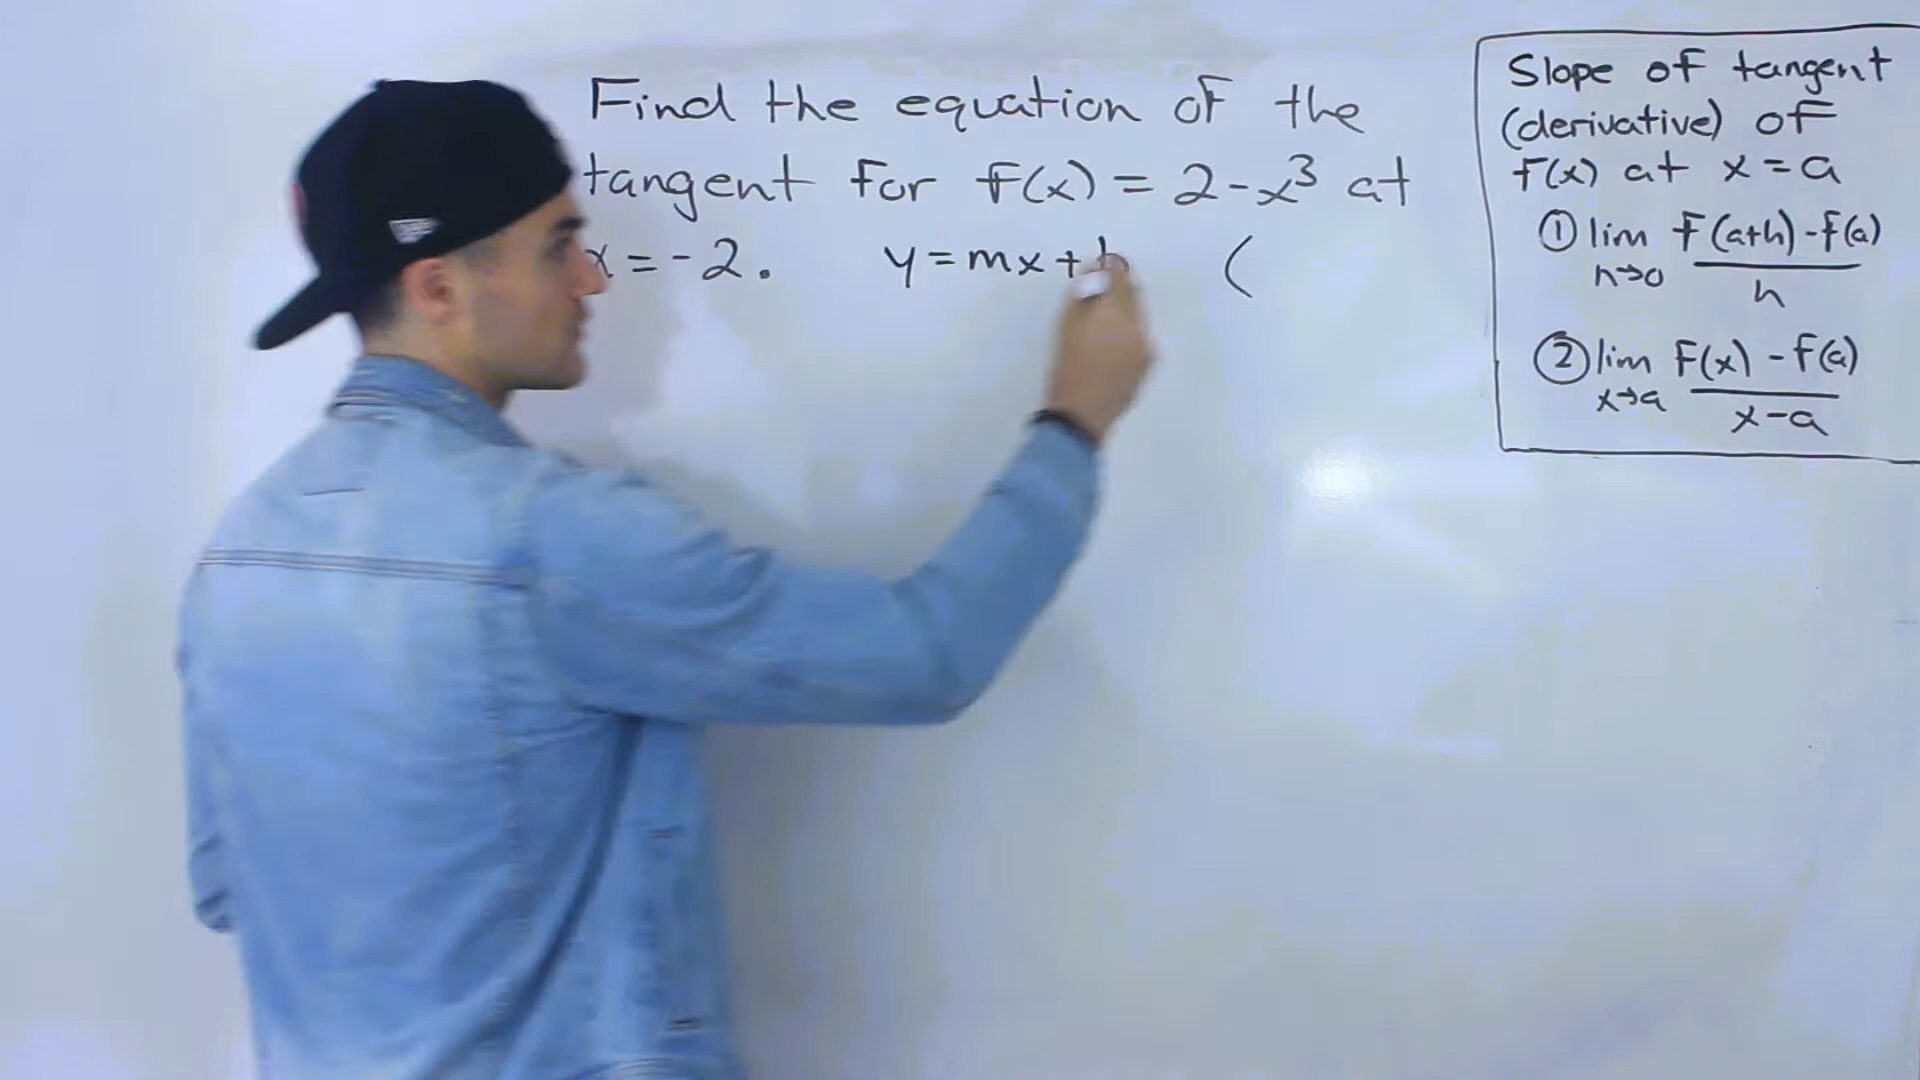 Find the equation of the
tangent for f(x) = 2-x³ at
x = -2. y = mx + b (
Slope of tangent
(derivative) of
f(x) at x = a
① lim f(a+h) - f(a)
h→0 h
② lim f(x) - f(a)
x→a x-a